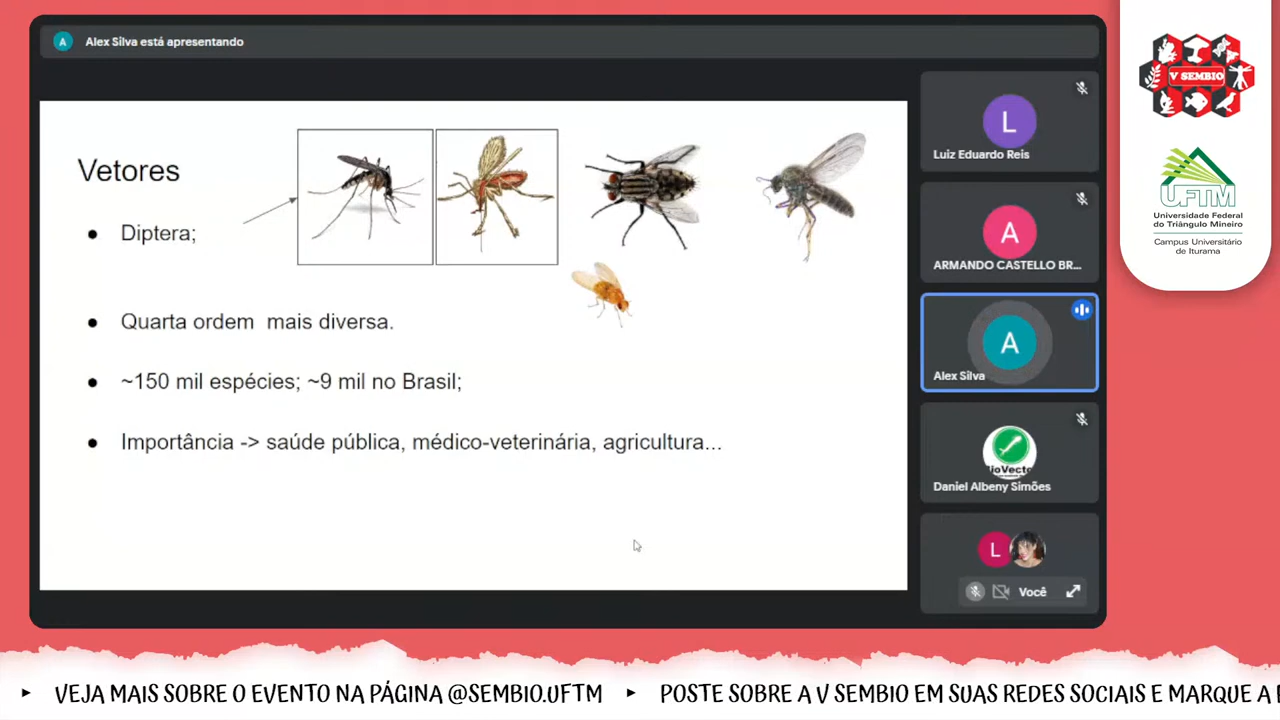 A Alex Silva está apresentando
Vetores
● Diptera;
● Quarta ordem mais diversa.
● ~150 mil espécies; ~9 mil no Brasil;
● Importância -> saúde pública, médico-veterinária, agricultura...
L
Luiz Eduardo Reis
A
ARMANDO CASTELLO BR...
A
Alex Silva
Daniel Albeny Simões
L
Você
V SEMBIO
UFTM
Universidade Federal
do Triângulo Mineiro
Campus Universitário
de Iturama
VEJA MAIS SOBRE O EVENTO NA PÁGINA @SEMBIO.UFTM ▸ POSTE SOBRE A V SEMBIO EM SUAS REDES SOCIAIS E MARQUE A